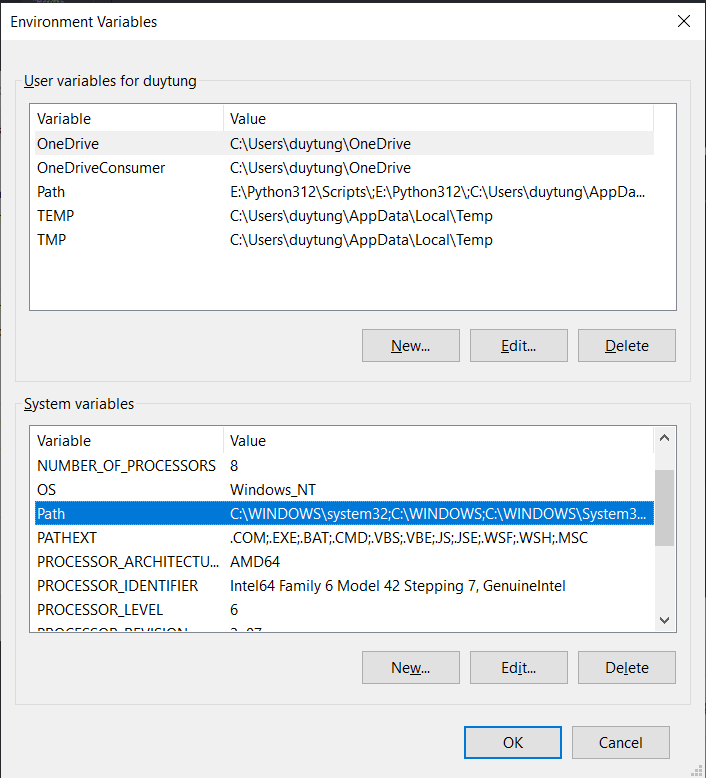 Environment Variables
User variables for duytung
Variable Value
OneDrive C:\Users\duytung\OneDrive
OneDriveConsumer C:\Users\duytung\OneDrive
Path E:\Python312\Scripts\;E:\Python312\;C:\Users\duytung\AppDa...
TEMP C:\Users\duytung\AppData\Local\Temp
TMP C:\Users\duytung\AppData\Local\Temp
New... Edit... Delete
System variables
Variable Value
NUMBER_OF_PROCESSORS 8
OS Windows_NT
Path C:\WINDOWS\system32;C:\WINDOWS;C:\WINDOWS\System3...
PATHEXT .COM;.EXE;.BAT;.CMD;.VBS;.VBE;.JS;.JSE;.WSF;.WSH;.MSC
PROCESSOR_ARCHITECTU... AMD64
PROCESSOR_IDENTIFIER Intel64 Family 6 Model 42 Stepping 7, GenuineIntel
PROCESSOR_LEVEL 6
New... Edit... Delete
OK Cancel